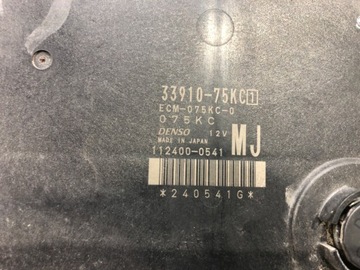 33910-75KC1
ECM-075KC-0
075KC
DENSO 12V MJ
MADE IN JAPAN
112400-0541
*240541G*